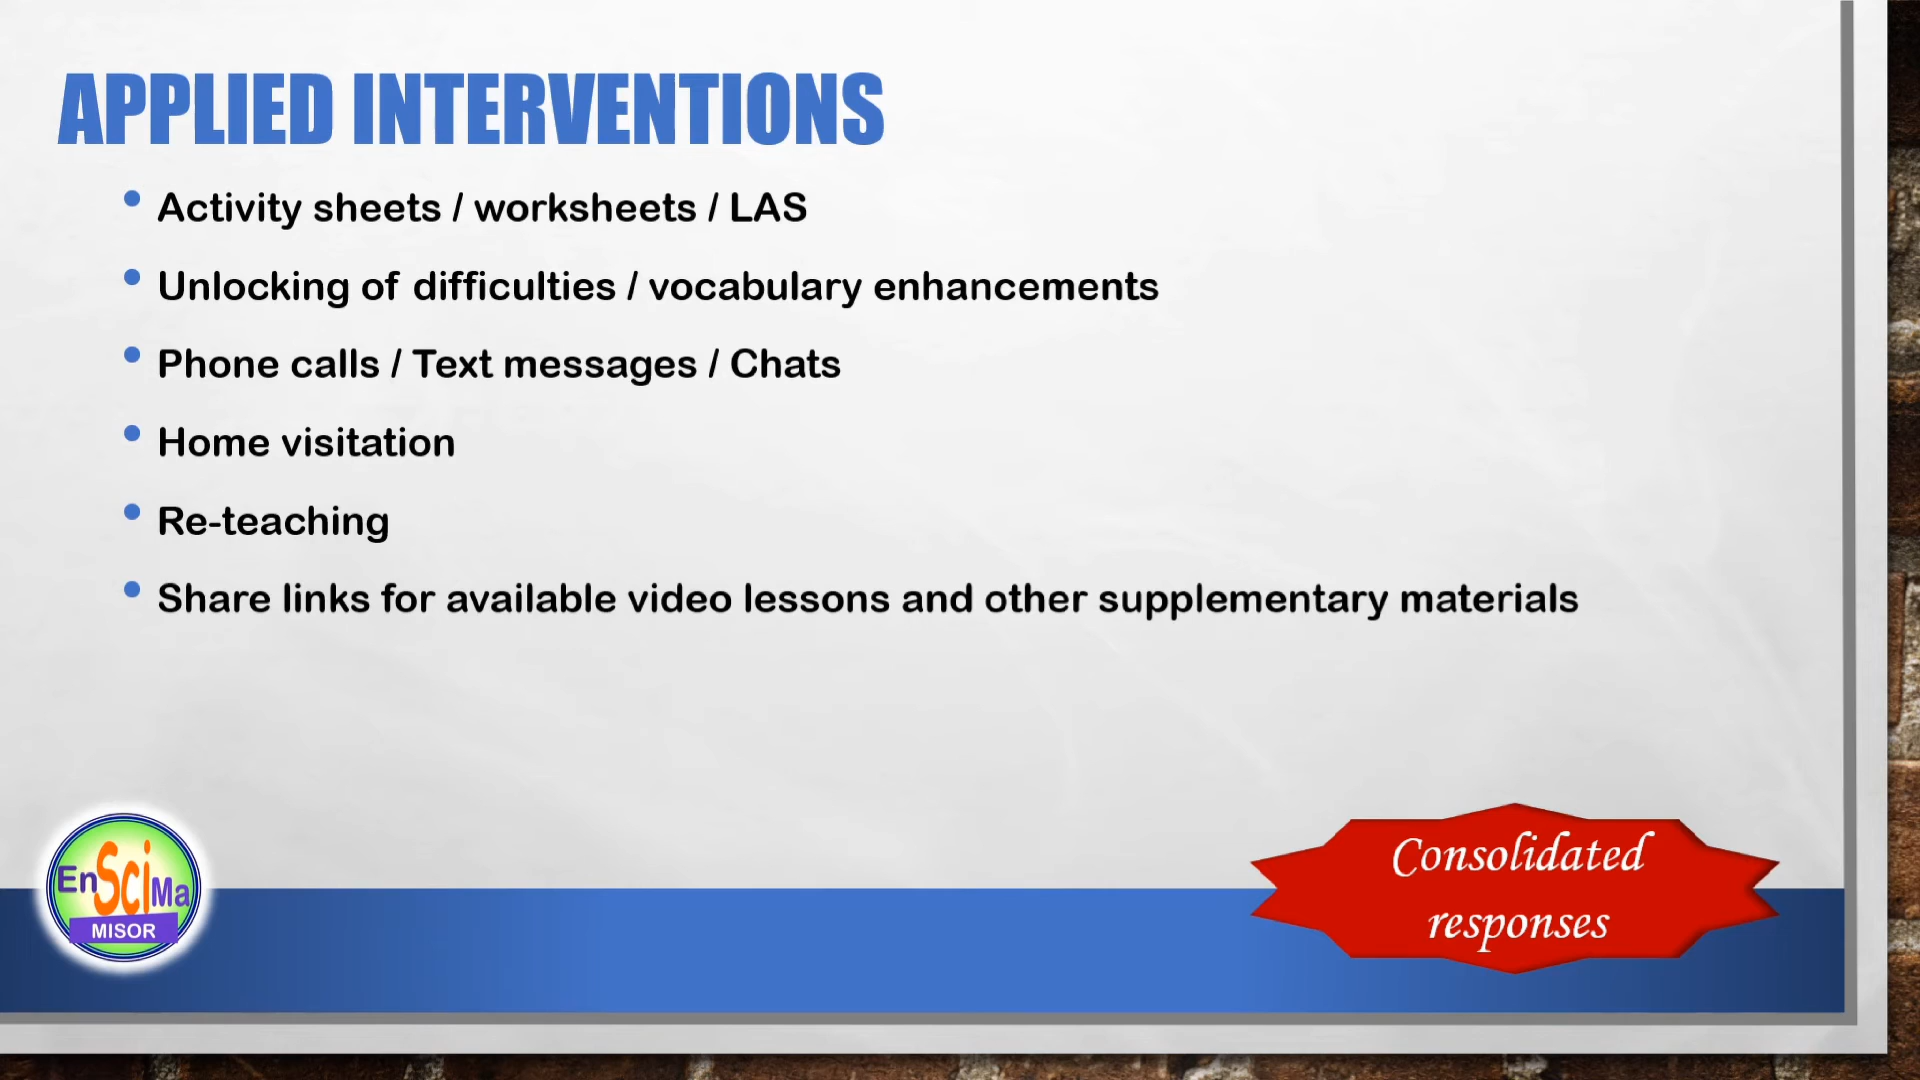 APPLIED INTERVENTIONS
Activity sheets / worksheets / LAS
Unlocking of difficulties / vocabulary enhancements
Phone calls / Text messages / Chats
Home visitation
Re-teaching
Share links for available video lessons and other supplementary materials
EnSciMa
MISOR
Consolidated
responses